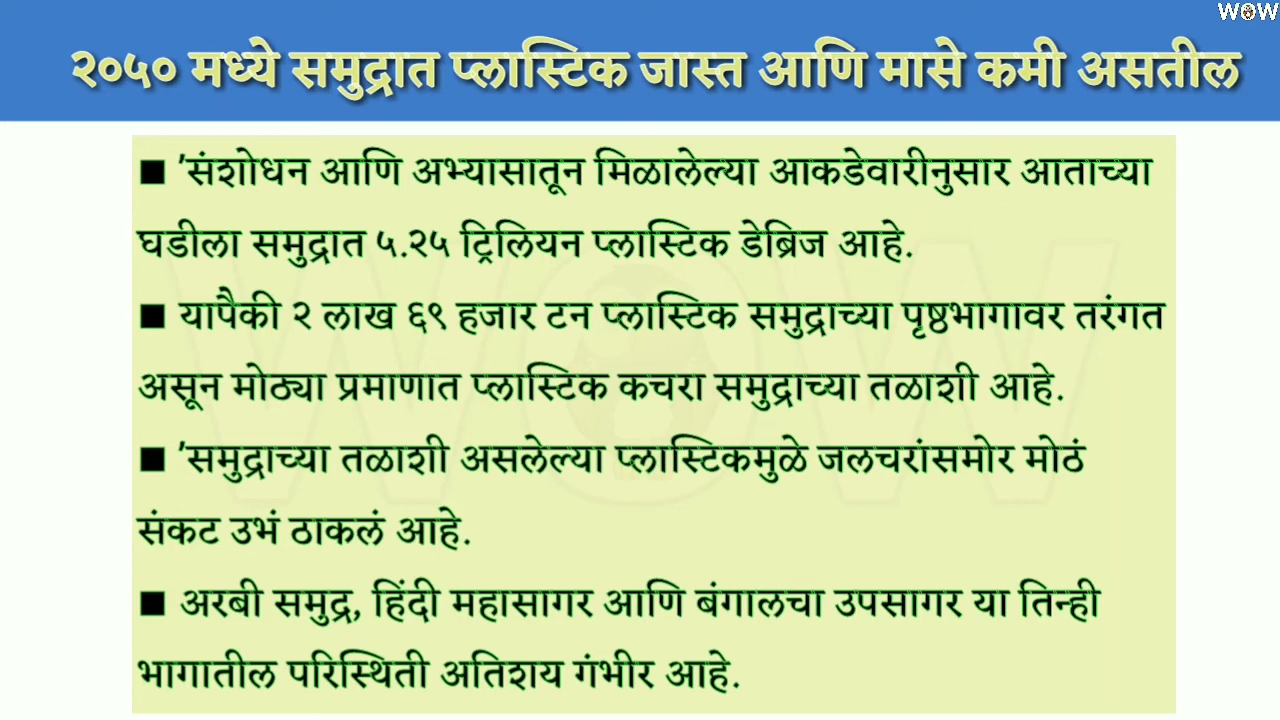 WOW
२०५० मध्ये समुद्रात प्लास्टिक जास्त आणि मासे कमी असतील
■ ’संशोधन आणि अभ्यासातून मिळालेल्या आकडेवारीनुसार आताच्या
घडीला समुद्रात ५.२५ ट्रिलियन प्लास्टिक डेब्रिज आहे.
■ यापैकी २ लाख ६९ हजार टन प्लास्टिक समुद्राच्या पृष्ठभागावर तरंगत
असून मोठ्या प्रमाणात प्लास्टिक कचरा समुद्राच्या तळाशी आहे.
■ ’समुद्राच्या तळाशी असलेल्या प्लास्टिकमुळे जलचरांसमोर मोठं
संकट उभं ठाकलं आहे.
■ अरबी समुद्र, हिंदी महासागर आणि बंगालचा उपसागर या तिन्ही
भागातील परिस्थिती अतिशय गंभीर आहे.
WOW